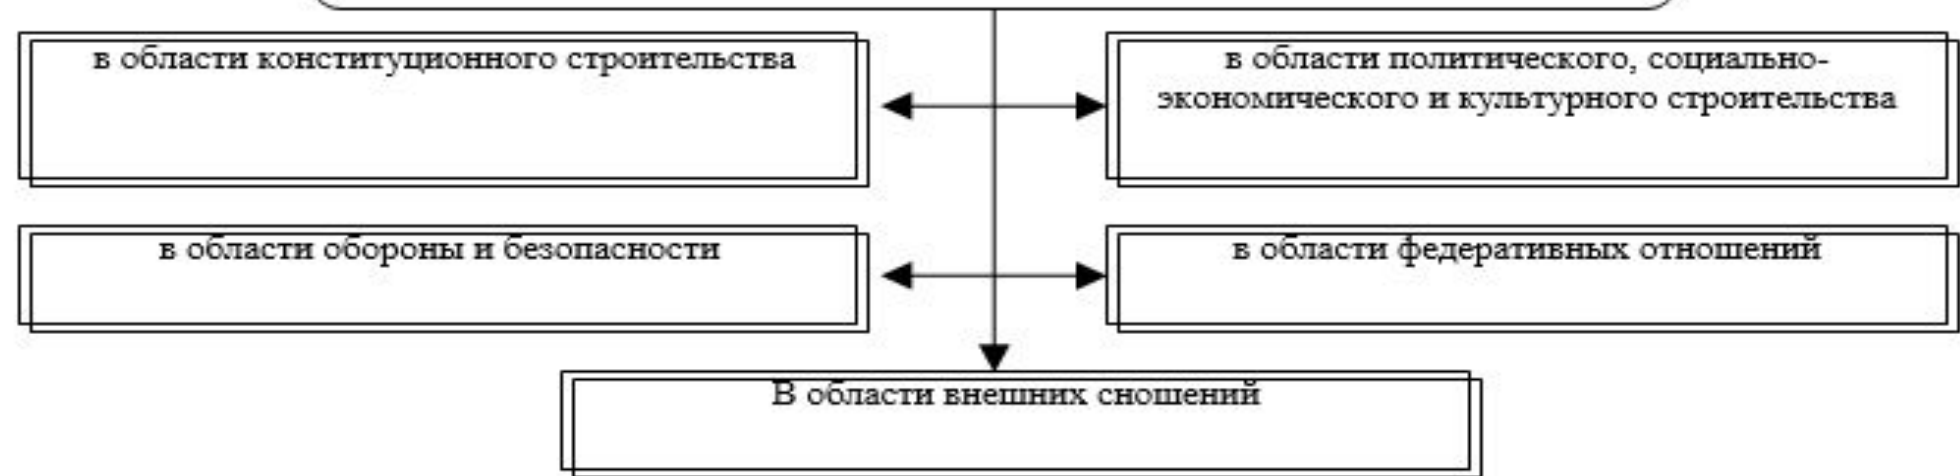 в области конституционного строительства
в области политического, социально-
экономического и культурного строительства
в области обороны и безопасности
в области федеративных отношений
В области внешних сношений